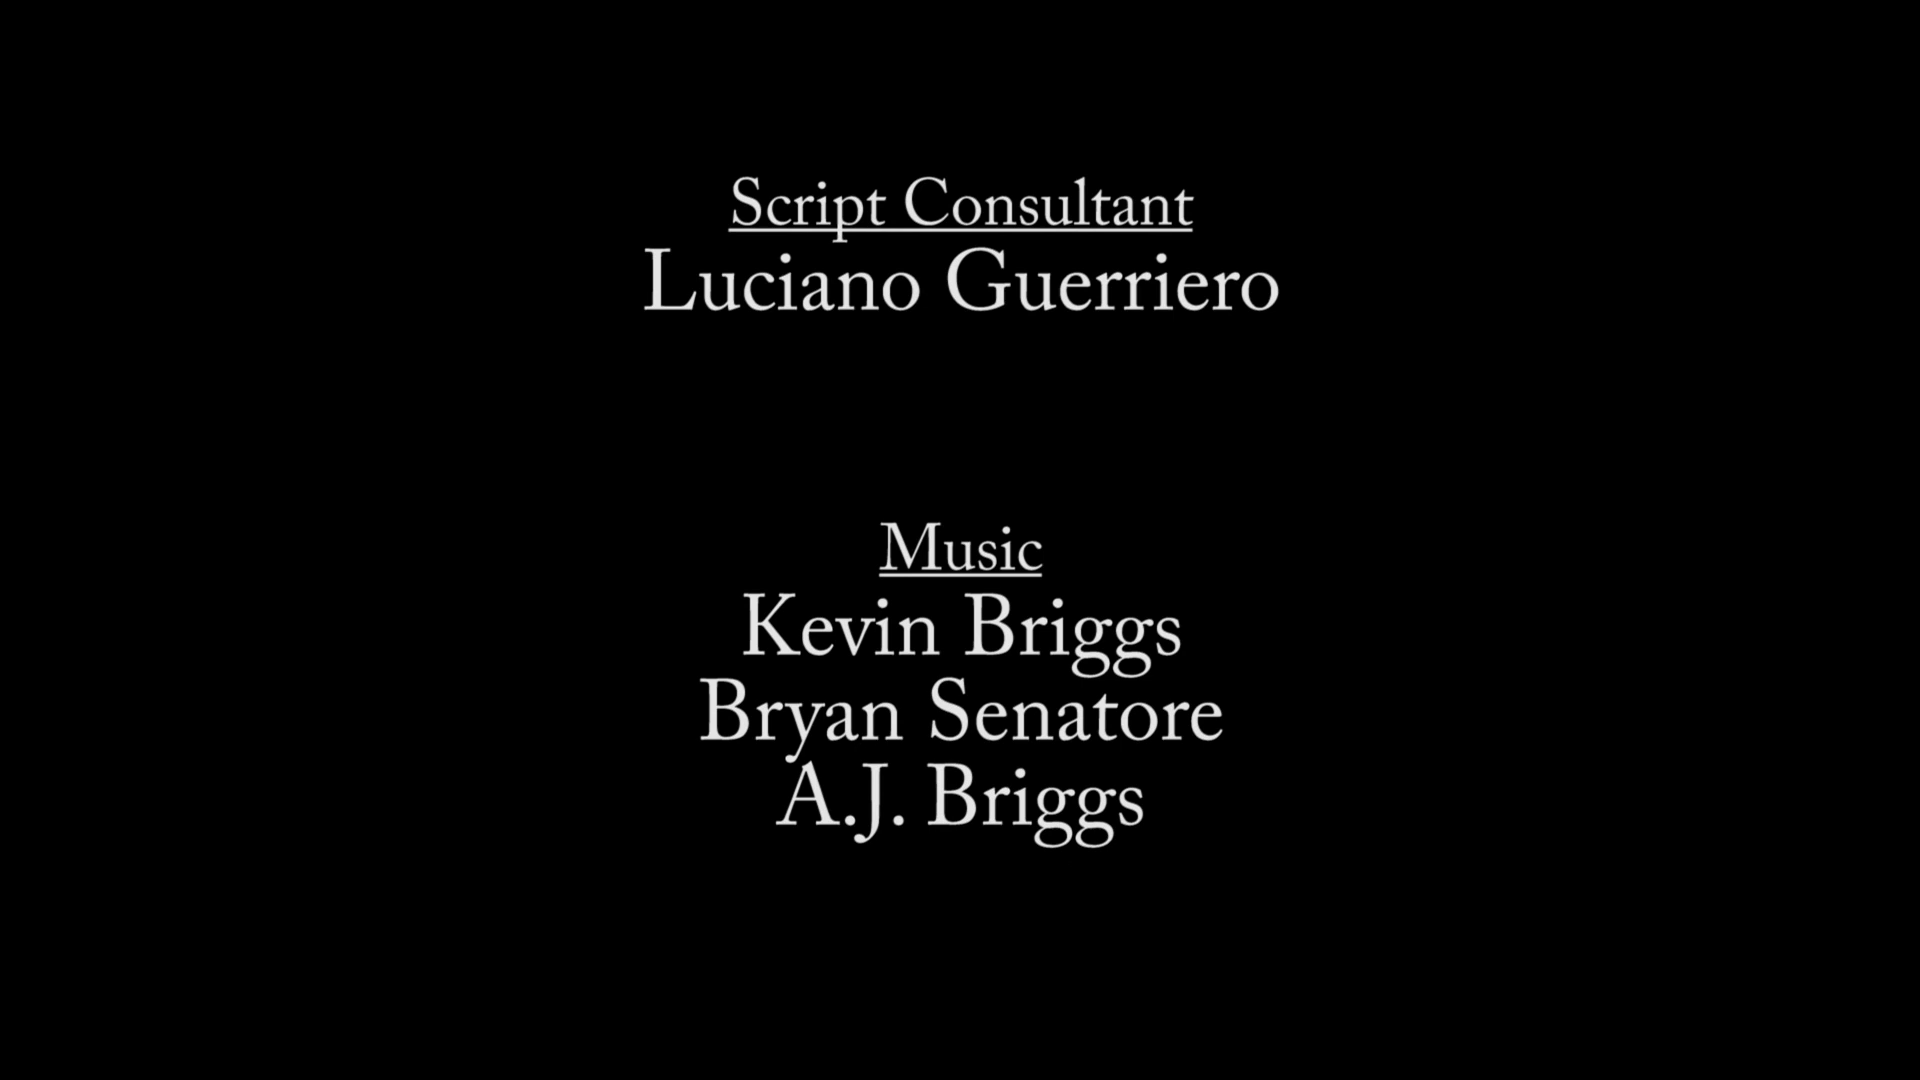 Script Consultant
Luciano Guerriero
Music
Kevin Briggs
Bryan Senatore
A.J. Briggs